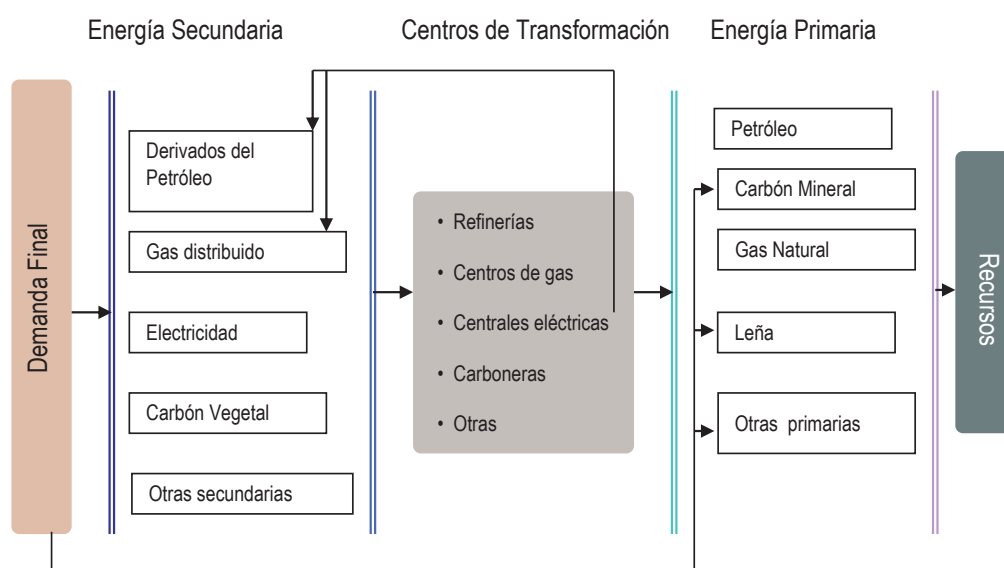 Energía Secundaria
Centros de Transformación
Energía Primaria
Demanda Final
Derivados del
Petróleo
Gas distribuido
Electricidad
Carbón Vegetal
Otras secundarias
• Refinerías
• Centros de gas
• Centrales eléctricas
• Carboneras
• Otras
Petróleo
Carbón Mineral
Gas Natural
Leña
Otras primarias
Recursos